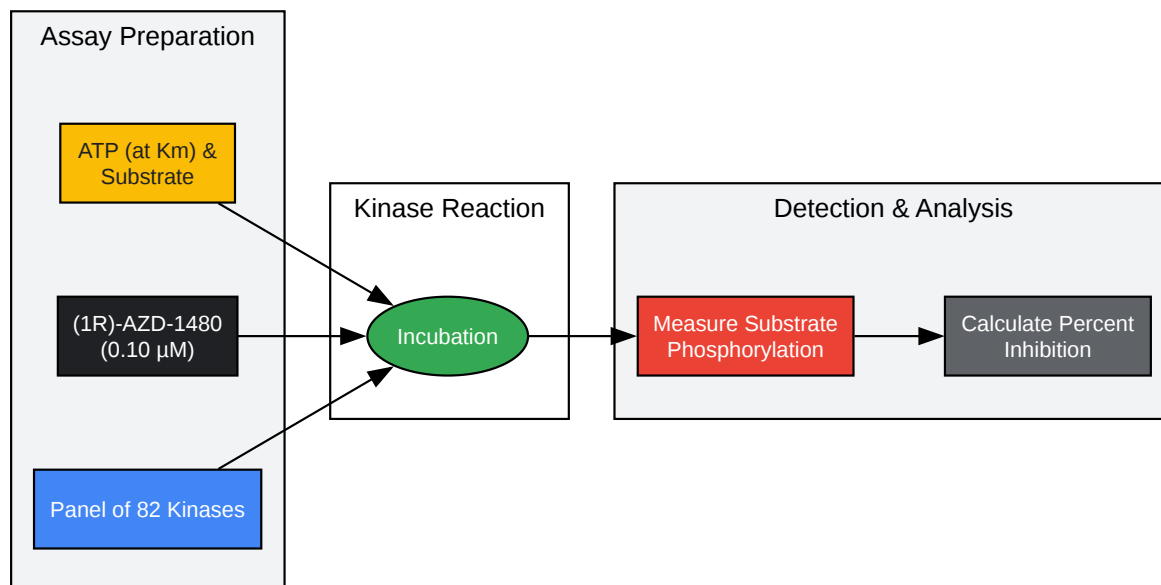 Assay Preparation
ATP (at Km) &
Substrate
(1R)-AZD-1480
(0.10 µM)
Panel of 82 Kinases
Kinase Reaction
Incubation
Detection & Analysis
Measure Substrate
Phosphorylation
Calculate Percent
Inhibition